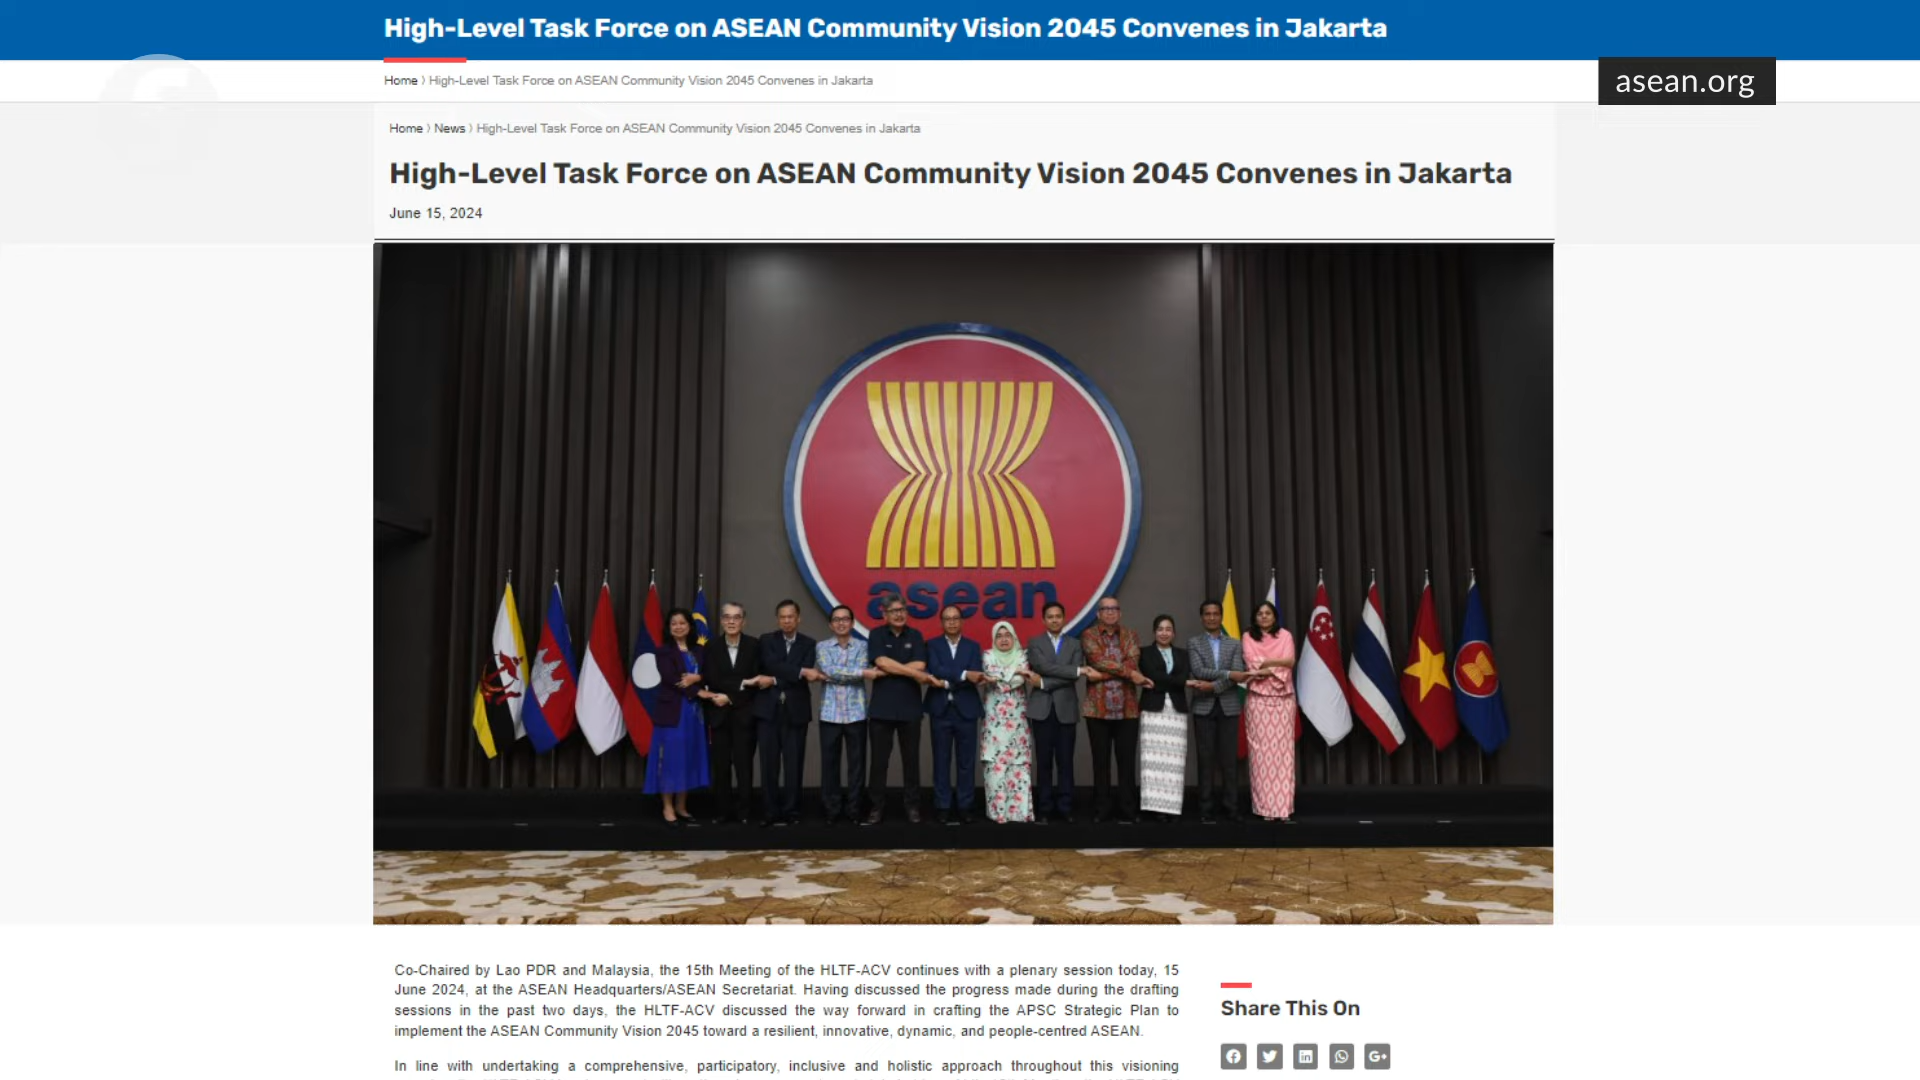 High-Level Task Force on ASEAN Community Vision 2045 Convenes in Jakarta
Home 〉 High-Level Task Force on ASEAN Community Vision 2045 Convenes in Jakarta
asean.org
Home 〉 News 〉 High-Level Task Force on ASEAN Community Vision 2045 Convenes in Jakarta
High-Level Task Force on ASEAN Community Vision 2045 Convenes in Jakarta
June 15, 2024
asean
Co-Chaired by Lao PDR and Malaysia, the 15th Meeting of the HLTF-ACV continues with a plenary session today, 15
June 2024, at the ASEAN Headquarters/ASEAN Secretariat. Having discussed the progress made during the drafting
sessions in the past two days, the HLTF-ACV discussed the way forward in crafting the APSC Strategic Plan to
implement the ASEAN Community Vision 2045 toward a resilient, innovative, dynamic, and people-centred ASEAN.
Share This On
In line with undertaking a comprehensive, participatory, inclusive and holistic approach throughout this visioning